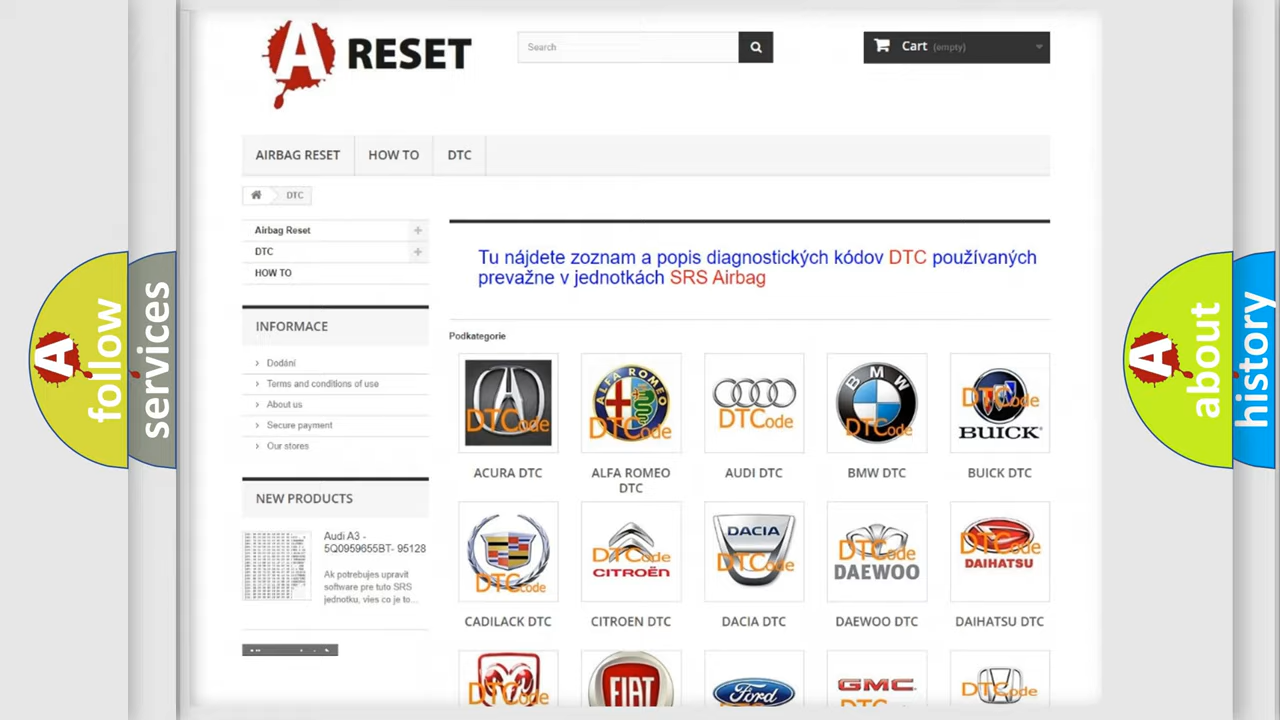 A RESET
Search
Cart (empty)
AIRBAG RESET
HOW TO
DTC
DTC
Airbag Reset
DTC
HOW TO
INFORMACE
Dodání
Terms and conditions of use
About us
Secure payment
Our stores
NEW PRODUCTS
Audi A3 -
5Q0959655BT- 95128
Ak potrebujes upravit
software pre tuto SRS
jednotku, vies co je to...
Tu nájdete zoznam a popis diagnostických kódov DTC používaných
prevažne v jednotkách SRS Airbag
Podkategorie
DTCode
ALFA ROMEO
DTCode
DTCode
BMW
DTCode
DTCode
BUICK
ACURA DTC
ALFA ROMEO
DTC
AUDI DTC
BMW DTC
BUICK DTC
DTCode
DTCode
CITROËN
DACIA
DTCode
DTCode
DAEWOO
DTCode
DAIHATSU
CADILACK DTC
CITROEN DTC
DACIA DTC
DAEWOO DTC
DAIHATSU DTC
DTCode
FIAT
Ford
GMC
DTCode
A follow
services
A about
history